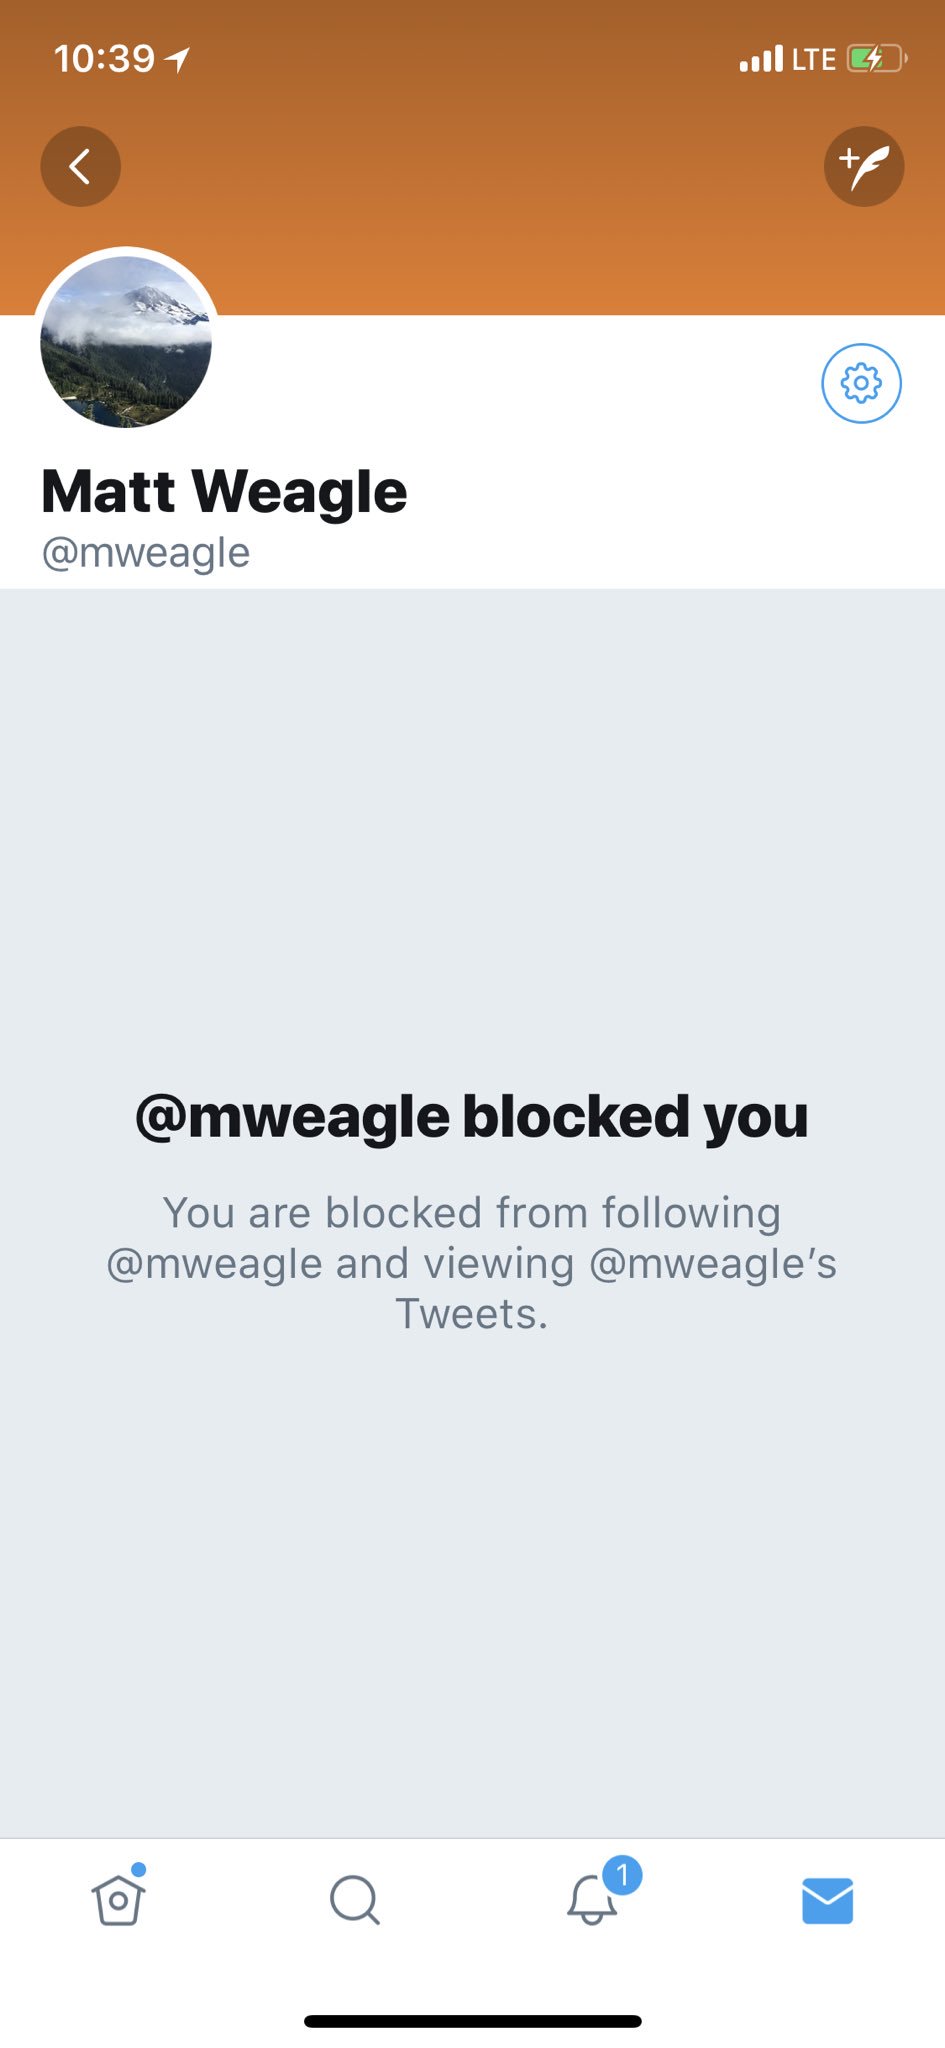 10:39
LTE
Matt Weagle
@mweagle
@mweagle blocked you
You are blocked from following
@mweagle and viewing @mweagle’s
Tweets.
1